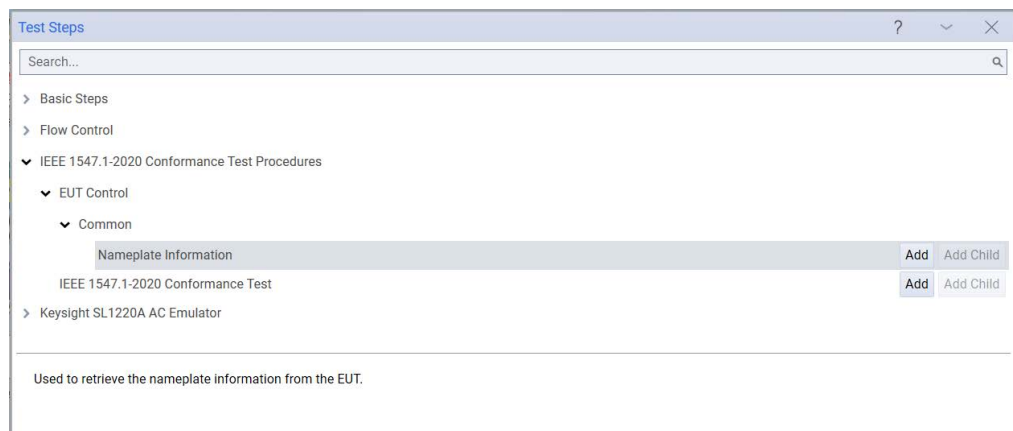 Test Steps ?
Search...
Basic Steps
Flow Control
IEEE 1547.1-2020 Conformance Test Procedures
EUT Control
Common
Nameplate Information Add Add Child
IEEE 1547.1-2020 Conformance Test Add Add Child
Keysight SL1220A AC Emulator
Used to retrieve the nameplate information from the EUT.